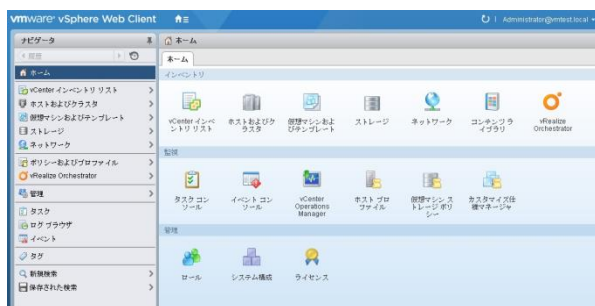 vmware® vSphere Web Client
Administrator@vmtest.local
ナビゲータ
ホーム
履歴
ホーム
ホーム
vCenter インベントリ リスト
ホストおよびクラスタ
仮想マシンおよびテンプレート
ストレージ
ネットワーク
ポリシーおよびプロファイル
vRealize Orchestrator
管理
タスク
ログ ブラウザ
イベント
タグ
新規検索
保存された検索
インベントリ
vCenter インベ
ントリ リスト
ホストおよびク
ラスタ
仮想マシンおよ
びテンプレート
ストレージ
ネットワーク
コンテンツ ラ
イブラリ
vRealize
Orchestrator
監視
タスク コン
ソール
イベント コン
ソール
vCenter
Operations
Manager
ホスト プロ
ファイル
仮想マシン ス
トレージ ポリ
シー
カスタマイズ仕
様マネージャ
管理
ロール
システム構成
ライセンス